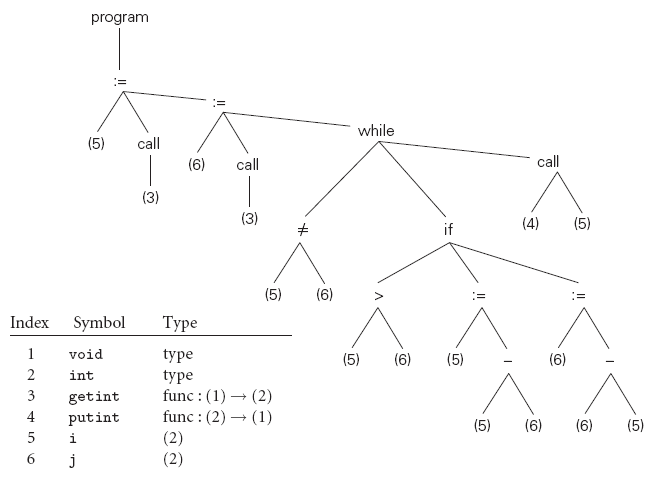 program
:=
:=
while
(5) call
(6) call
call
(3)
(3)
≠
if
(4) (5)
(5) (6)
>
:=
:=
(5) (6) (5) − (6) −
(5) (6) (6) (5)
Index Symbol Type
1 void type
2 int type
3 getint func : (1) → (2)
4 putint func : (2) → (1)
5 i (2)
6 j (2)